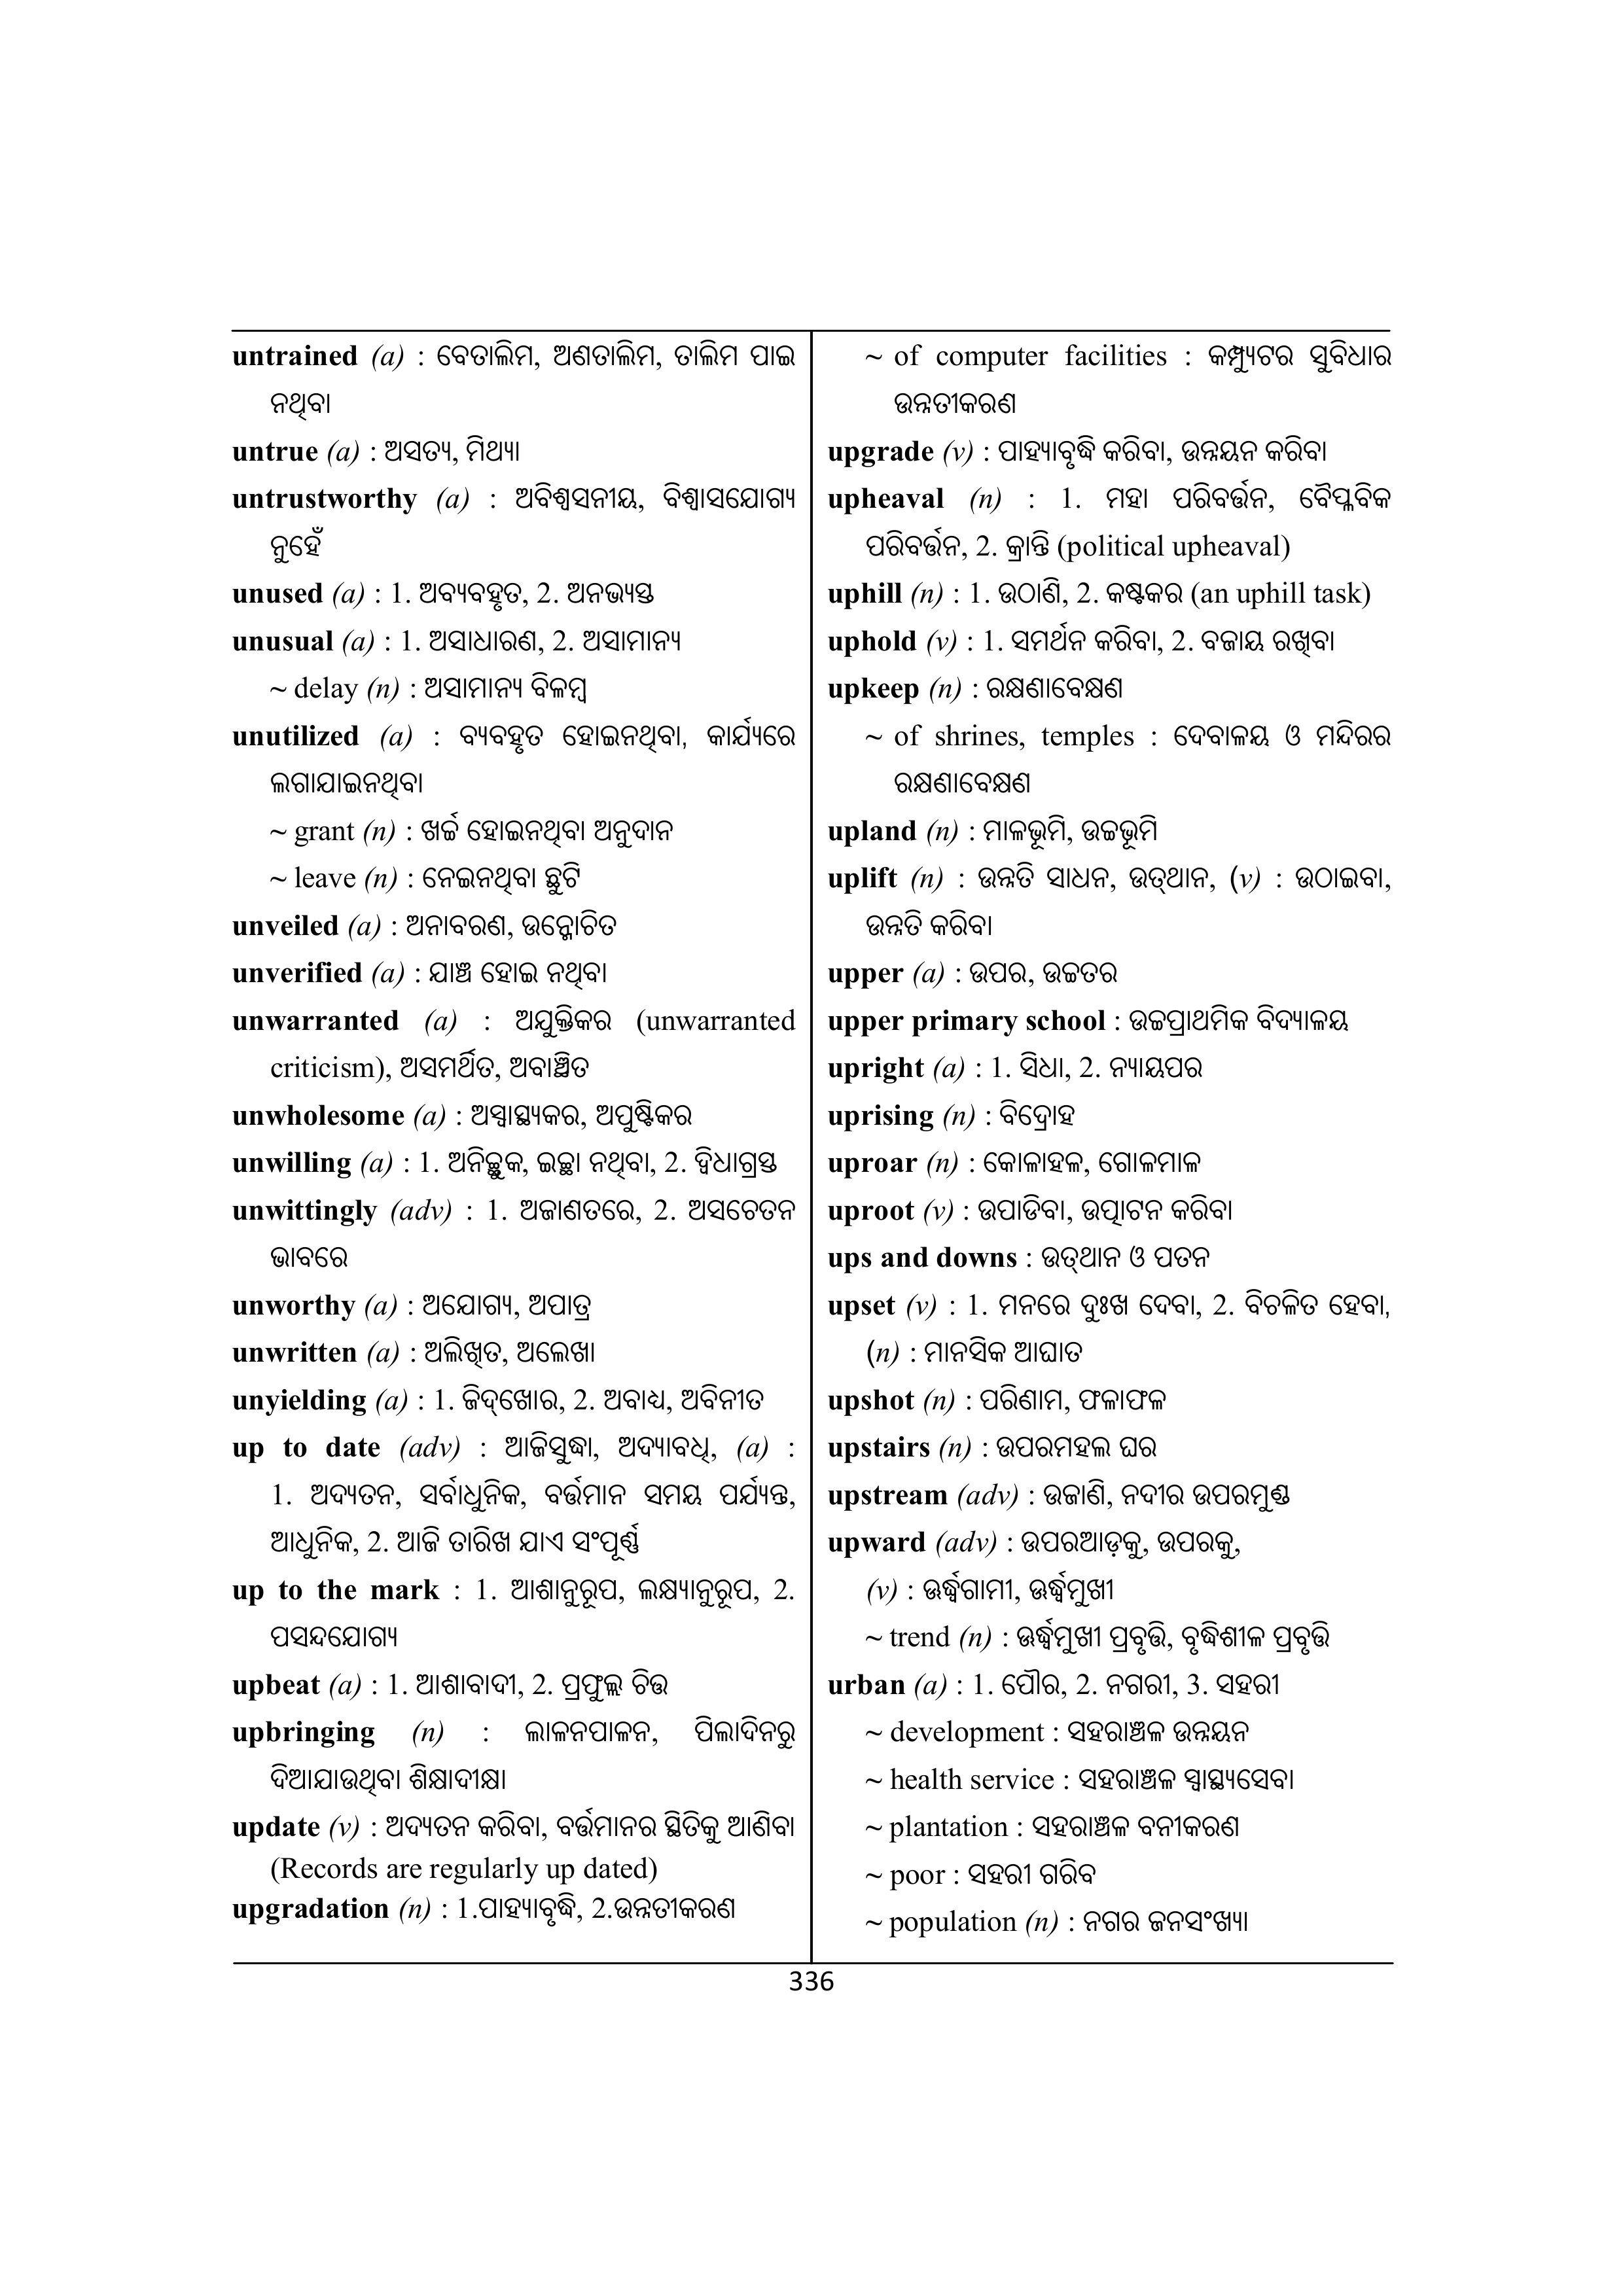 untrained (a) : ବେତାଲିମ, ଅଣତାଲିମ, ତାଲିମ ପାଇ
ନଥିବା
untrue (a) : ଅସତ୍ୟ, ମିଥ୍ୟା
untrustworthy (a) : ଅବିଶ୍ୱସନୀୟ, ବିଶ୍ୱାସଯୋଗ୍ୟ
ନୁହେଁ
unused (a) : 1. ଅବ୍ୟବହୃତ, 2. ଅନଭ୍ୟସ୍ତ
unusual (a) : 1. ଅସାଧାରଣ, 2. ଅସାମାନ୍ୟ
~ delay (n) : ଅସାମାନ୍ୟ ବିଳମ୍ବ
unutilized (a) : ବ୍ୟବହୃତ ହୋଇନଥିବା, କାର୍ଯ୍ୟରେ
ଲଗାଯାଇନଥିବା
~ grant (n) : ଖର୍ଚ୍ଚ ହୋଇନଥିବା ଅନୁଦାନ
~ leave (n) : ନେଇନଥିବା ଛୁଟି
unveiled (a) : ଅନାବରଣ, ଉନ୍ମୋଚିତ
unverified (a) : ଯାଞ୍ଚ ହୋଇ ନଥିବା
unwarranted (a) : ଅଯୁକ୍ତିକର (unwarranted
criticism), ଅସମର୍ଥିତ, ଅବାଞ୍ଛିତ
unwholesome (a) : ଅସ୍ୱାସ୍ଥ୍ୟକର, ଅପୁଷ୍ଟିକର
unwilling (a) : 1. ଅନିଚ୍ଛୁକ, ଇଚ୍ଛା ନଥିବା, 2. ଦ୍ୱିଧାଗ୍ରସ୍ତ
unwittingly (adv) : 1. ଅଜାଣତରେ, 2. ଅସଚେତନ
ଭାବରେ
unworthy (a) : ଅଯୋଗ୍ୟ, ଅପାତ୍ର
unwritten (a) : ଅଲିଖିତ, ଅଲେଖା
unyielding (a) : 1. ଜିଦ୍‌ଖୋର, 2. ଅବାଧ, ଅବିନୀତ
up to date (adv) : ଆଜିସୁଦ୍ଧା, ଅଦ୍ୟାବଧି, (a) :
1. ଅଦ୍ୟତନ, ସର୍ବାଧୁନିକ, ବର୍ତ୍ତମାନ ସମୟ ପର୍ଯ୍ୟନ୍ତ,
ଆଧୁନିକ, 2. ଆଜି ତାରିଖ ଯାଏ ସଂପୂର୍ଣ୍ଣ
up to the mark : 1. ଆଶାନୁରୂପ, ଲକ୍ଷ୍ୟାନୁରୂପ, 2.
ପସନ୍ଦଯୋଗ୍ୟ
upbeat (a) : 1. ଆଶାବାଦୀ, 2. ପ୍ରଫୁଲ୍ଲ ଚିତ୍ତ
upbringing (n) : ଲାଳନପାଳନ, ପିଲାଦିନରୁ
ଦିଆଯାଉଥିବା ଶିକ୍ଷାଦୀକ୍ଷା
update (v) : ଅଦ୍ୟତନ କରିବା, ବର୍ତ୍ତମାନର ସ୍ଥିତିକୁ ଆଣିବା
(Records are regularly up dated)
upgradation (n) : 1.ପାହ୍ୟାବୃଦ୍ଧି, 2.ଉନ୍ନତୀକରଣ
~ of computer facilities : କମ୍ପ୍ୟୁଟର ସୁବିଧାର
ଉନ୍ନତୀକରଣ
upgrade (v) : ପାହ୍ୟାବୃଦ୍ଧି କରିବା, ଉନ୍ନୟନ କରିବା
upheaval (n) : 1. ମହା ପରିବର୍ତ୍ତନ, ବୈପ୍ଳବିକ
ପରିବର୍ତ୍ତନ, 2. କ୍ରାନ୍ତି (political upheaval)
uphill (n) : 1. ଉଠାଣି, 2. କଷ୍ଟକର (an uphill task)
uphold (v) : 1. ସମର୍ଥନ କରିବା, 2. ବଜାୟ ରଖିବା
upkeep (n) : ରକ୍ଷଣାବେକ୍ଷଣ
~ of shrines, temples : ଦେବାଳୟ ଓ ମନ୍ଦିରର
ରକ୍ଷଣାବେକ୍ଷଣ
upland (n) : ମାଳଭୂମି, ଉଚ୍ଚଭୂମି
uplift (n) : ଉନ୍ନତି ସାଧନ, ଉତ୍‌ଥାନ, (v) : ଉଠାଇବା,
ଉନ୍ନତି କରିବା
upper (a) : ଉପର, ଉଚ୍ଚତର
upper primary school : ଉଚ୍ଚପ୍ରାଥମିକ ବିଦ୍ୟାଳୟ
upright (a) : 1. ସିଧା, 2. ନ୍ୟାୟପର
uprising (n) : ବିଦ୍ରୋହ
uproar (n) : କୋଳାହଳ, ଗୋଳମାଳ
uproot (v) : ଉପାଡିବା, ଉତ୍ପାଟନ କରିବା
ups and downs : ଉତ୍‌ଥାନ ଓ ପତନ
upset (v) : 1. ମନରେ ଦୁଃଖ ଦେବା, 2. ବିଚଳିତ ହେବା,
(n) : ମାନସିକ ଆଘାତ
upshot (n) : ପରିଣାମ, ଫଳାଫଳ
upstairs (n) : ଉପରମହଲ ଘର
upstream (adv) : ଉଜାଣି, ନଦୀର ଉପରମୁଣ୍ଡ
upward (adv) : ଉପରଆଡ଼କୁ, ଉପରକୁ,
(v) : ଊର୍ଦ୍ଧ୍ୱଗାମୀ, ଊର୍ଦ୍ଧ୍ୱମୁଖୀ
~ trend (n) : ଊର୍ଦ୍ଧ୍ୱମୁଖୀ ପ୍ରବୃତ୍ତି, ବୃଦ୍ଧିଶୀଳ ପ୍ରବୃତ୍ତି
urban (a) : 1. ପୌର, 2. ନଗରୀ, 3. ସହରୀ
~ development : ସହରାଞ୍ଚଳ ଉନ୍ନୟନ
~ health service : ସହରାଞ୍ଚଳ ସ୍ୱାସ୍ଥ୍ୟସେବା
~ plantation : ସହରାଞ୍ଚଳ ବନୀକରଣ
~ poor : ସହରୀ ଗରିବ
~ population (n) : ନଗର ଜନସଂଖ୍ୟା
336